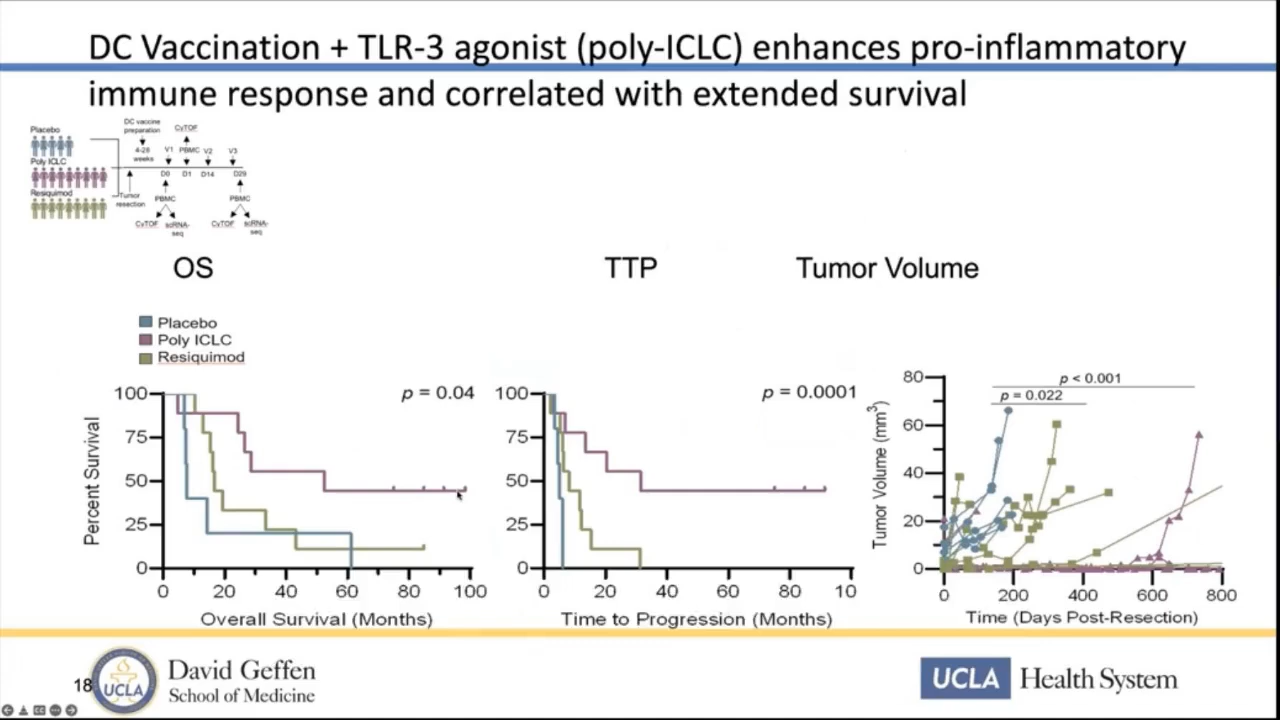 DC Vaccination + TLR-3 agonist (poly-ICLC) enhances pro-inflammatory
immune response and correlated with extended survival
Placebo
Poly ICLC
Resiquimod
DC vaccine
preparation
CyTOF
4-28
weeks
V1
PBMC
V2
V3
D0
D1
D14
D29
Tumor
resection
PBMC
PBMC
CyTOF
scRNA-
seq
CyTOF
scRNA-
seq
OS
TTP
Tumor Volume
Placebo
Poly ICLC
Resiquimod
p = 0.04
100
75
50
25
0
Percent Survival
0 20 40 60 80 100
Overall Survival (Months)
p = 0.0001
100
75
50
25
0
0 20 40 60 80 10
Time to Progression (Months)
p < 0.001
p = 0.022
80
60
40
20
0
Tumor Volume (mm³)
0 200 400 600 800
Time (Days Post-Resection)
18
UCLA
David Geffen
School of Medicine
UCLA
Health System